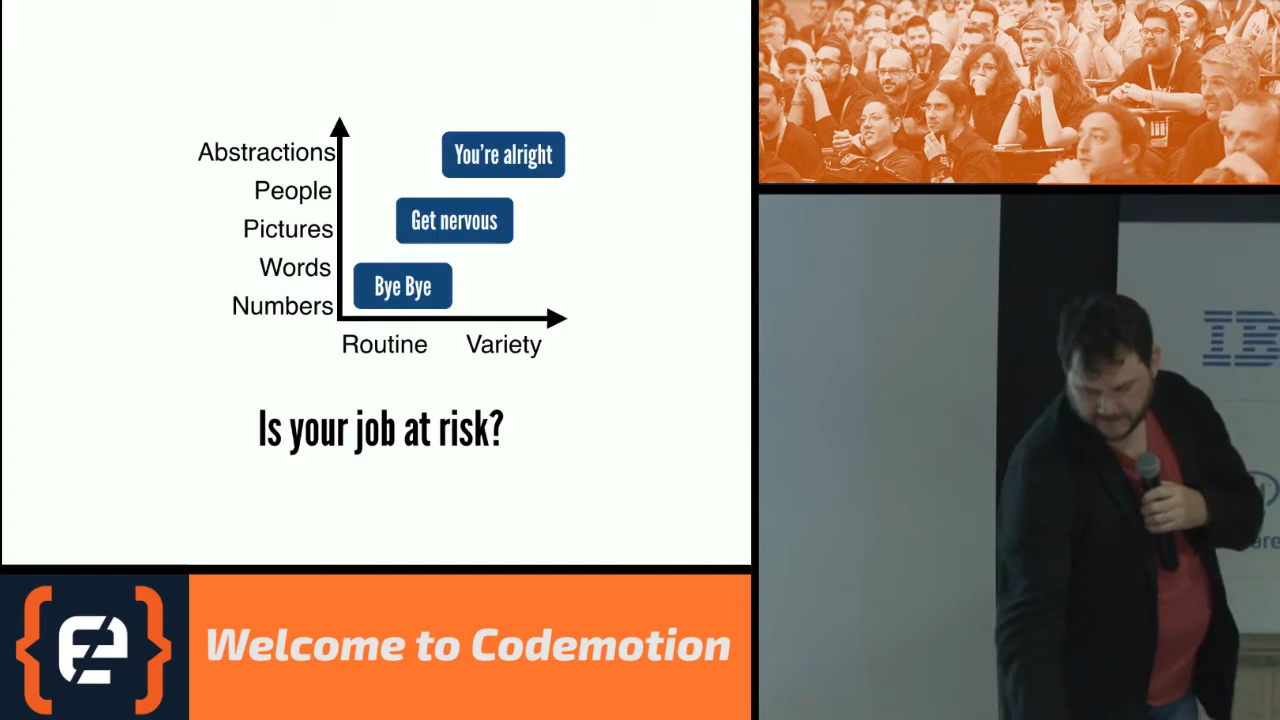 Abstractions
People
Pictures
Words
Numbers
You're alright
Get nervous
Bye Bye
Routine
Variety
Is your job at risk?
Welcome to Codemotion
IB